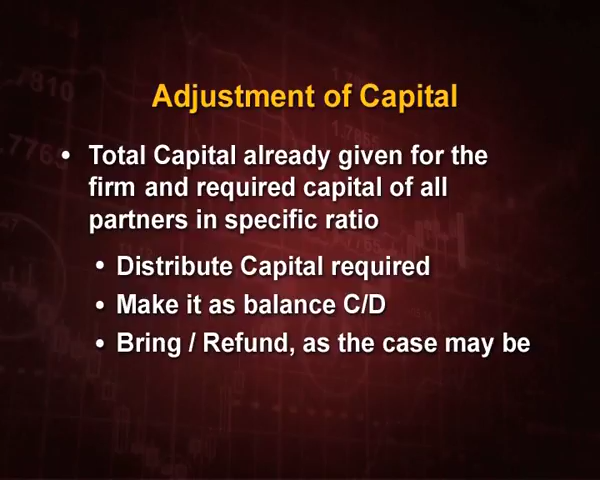 Adjustment of Capital
• Total Capital already given for the
firm and required capital of all
partners in specific ratio
• Distribute Capital required
• Make it as balance C/D
• Bring / Refund, as the case may be